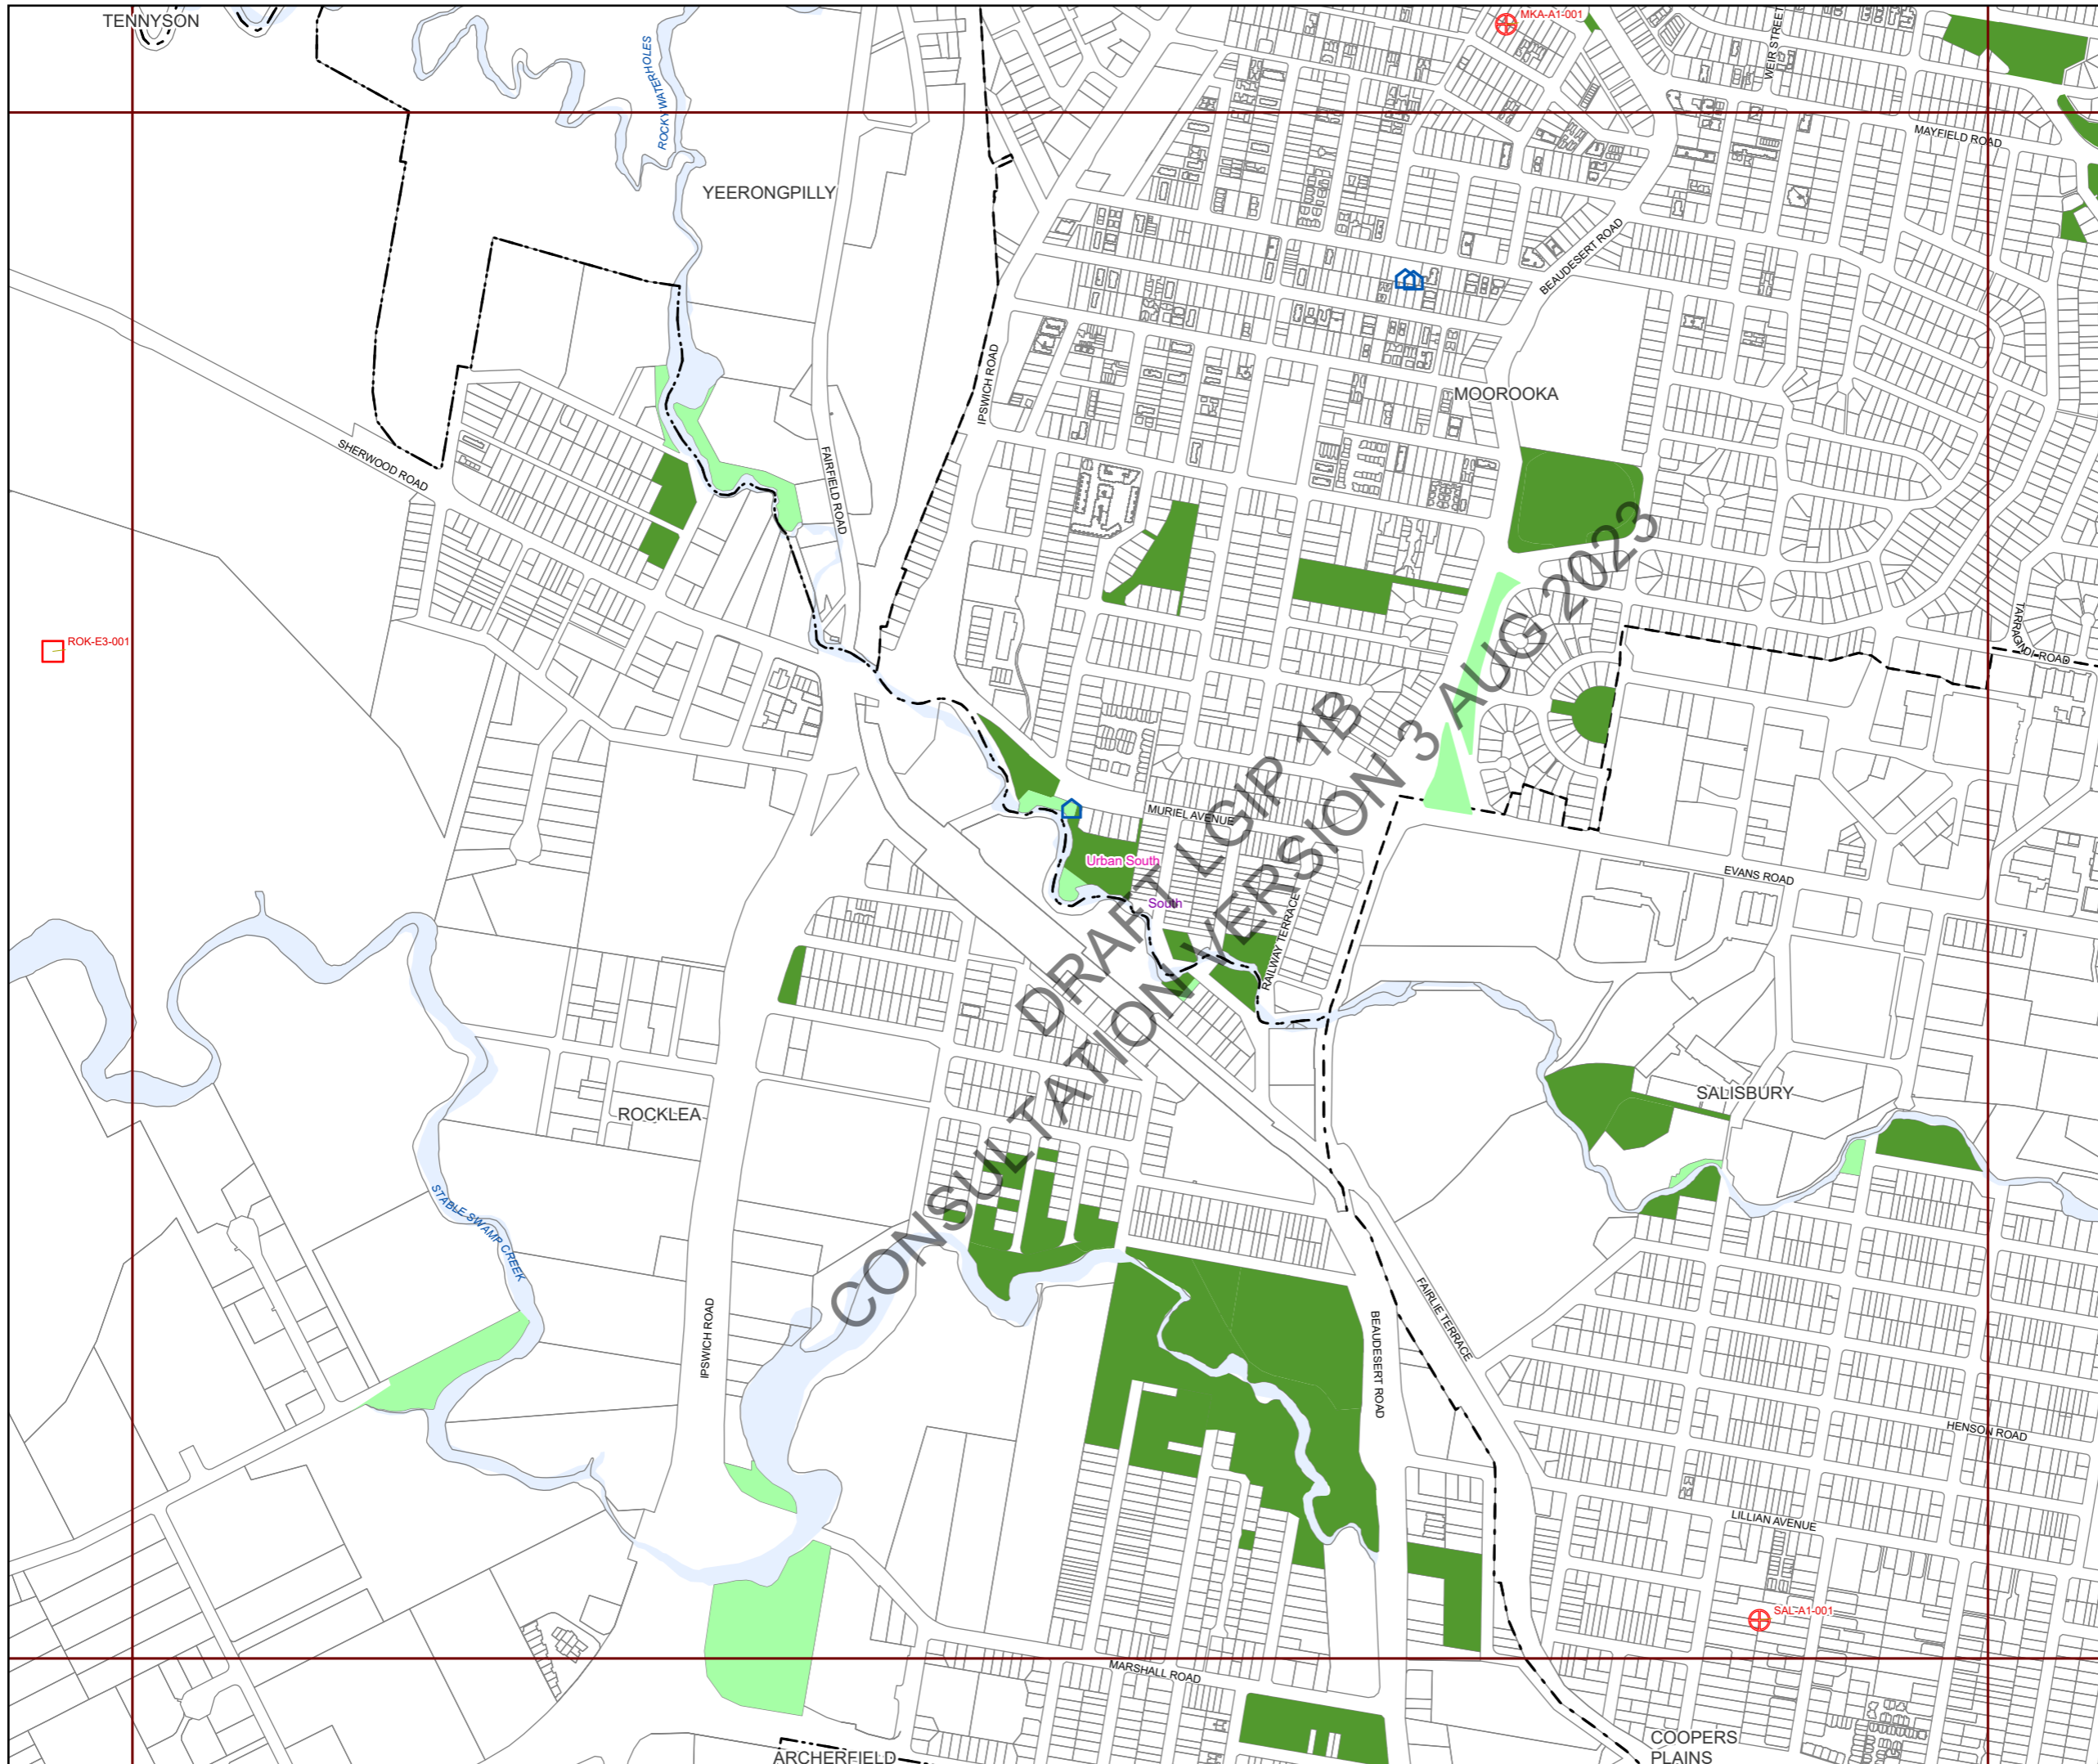 TENNYSON
MKA-A1-001
WEIR STREET
ROCKY WATERHOLES
MAYFIELD ROAD
YEERONGPILLY
BEAUDESERT ROAD
IPSWICH ROAD
MOOROOKA
SHERWOOD ROAD
FAIRFIELD ROAD
ROK-E3-001
TARRAGINDI ROAD
MURIEL AVENUE
Urban South
South
EVANS ROAD
RAILWAY TERRACE
DRAFT LGIP 1B
CONSULTATION VERSION 3 AUG 2023
SALISBURY
ROCKLEA
STABLE SWAMP CREEK
IPSWICH ROAD
FAIRLIE TERRACE
BEAUDESERT ROAD
HENSON ROAD
LILLIAN AVENUE
SAL-A1-001
MARSHALL ROAD
COOPERS
PLAINS
ARCHERFIELD